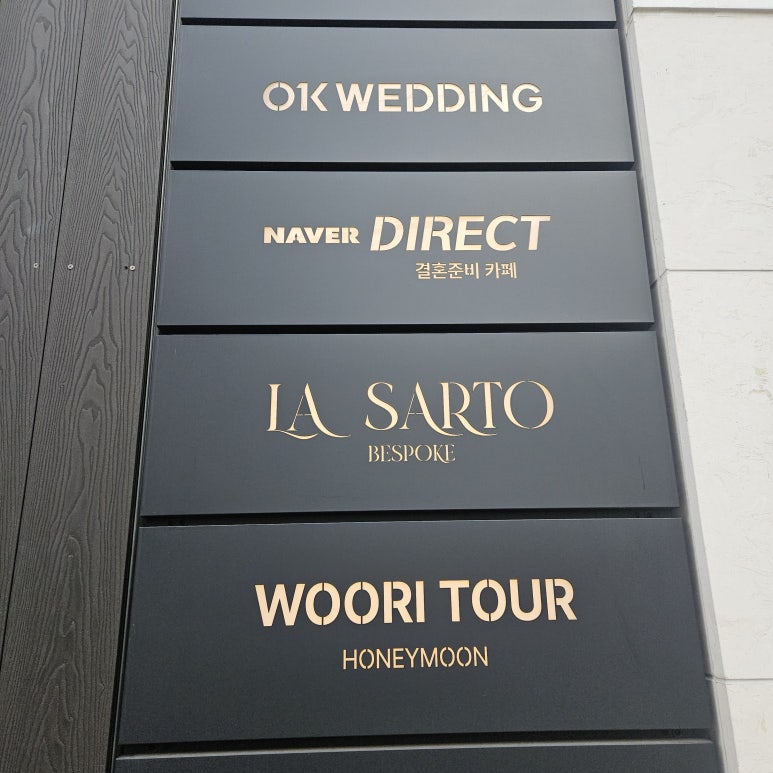 OK WEDDING
NAVER DIRECT
결혼준비 카페
LA SARTO
BESPOKE
WOORI TOUR
HONEYMOON